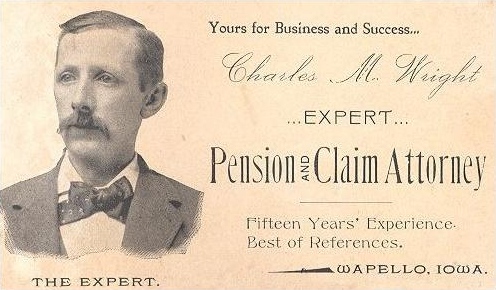 Yours for Business and Success...
Charles M. Wright
...EXPERT...
Pension AND Claim Attorney
Fifteen Years' Experience.
Best of References.
WAPELLO, IOWA.
THE EXPERT.